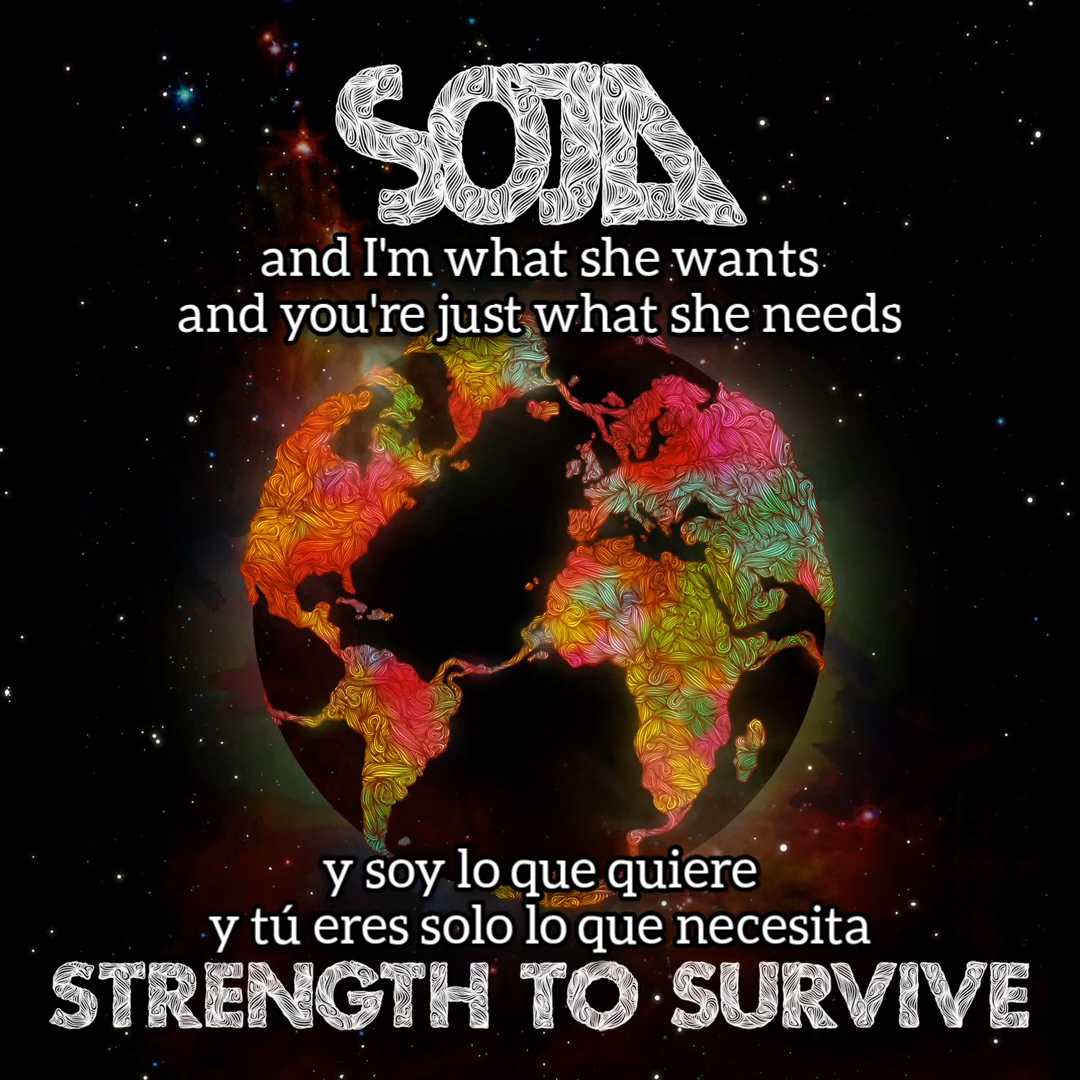 SOJA
and I'm what she wants
and you're just what she needs
y soy lo que quiere
y tú eres solo lo que necesita
STRENGTH TO SURVIVE